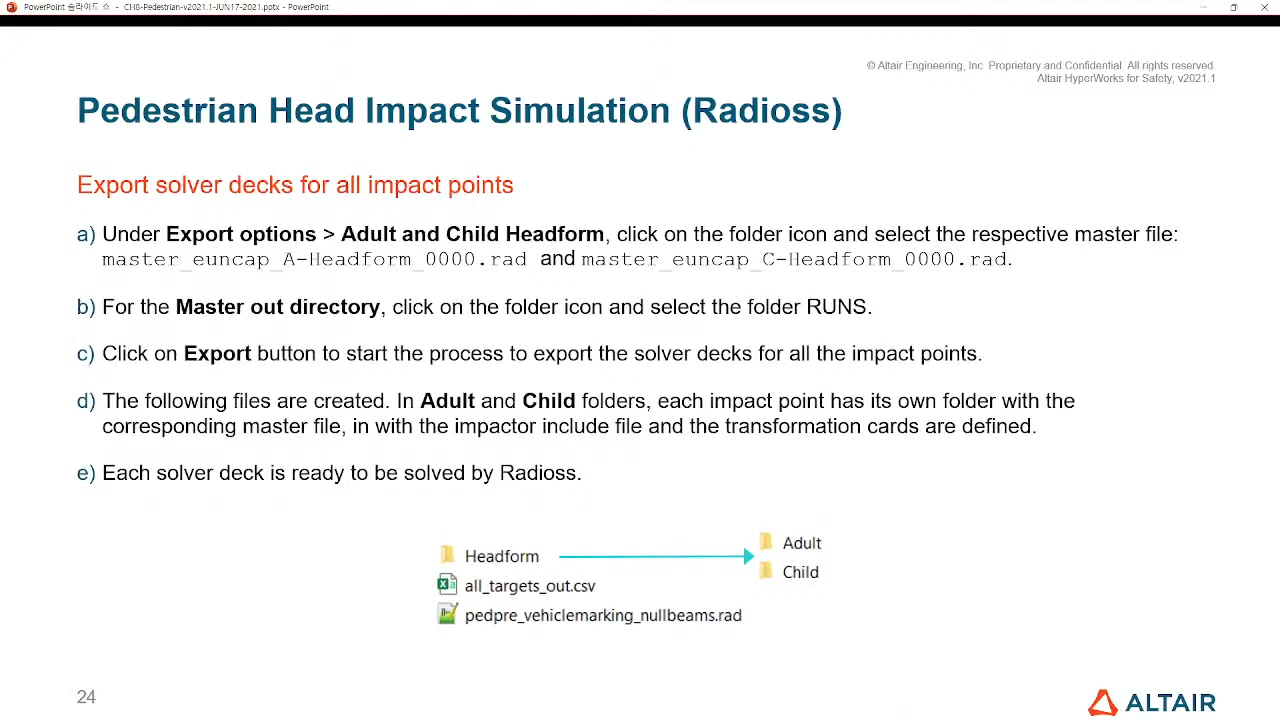 PowerPoint 슬라이드 쇼 - CH8-Pedestrian-v2021.1-JUN17-2021.pptx - PowerPoint
© Altair Engineering, Inc. Proprietary and Confidential. All rights reserved.
Altair HyperWorks for Safety, v2021.1
Pedestrian Head Impact Simulation (Radioss)
Export solver decks for all impact points
a) Under Export options > Adult and Child Headform, click on the folder icon and select the respective master file:
master_euncap_A-Headform_0000.rad and master_euncap_C-Headform_0000.rad.
b) For the Master out directory, click on the folder icon and select the folder RUNS.
c) Click on Export button to start the process to export the solver decks for all the impact points.
d) The following files are created. In Adult and Child folders, each impact point has its own folder with the
corresponding master file, in with the impactor include file and the transformation cards are defined.
e) Each solver deck is ready to be solved by Radioss.
Headform
Adult
Child
all_targets_out.csv
pedpre_vehiclemarking_nullbeams.rad
24
ALTAIR